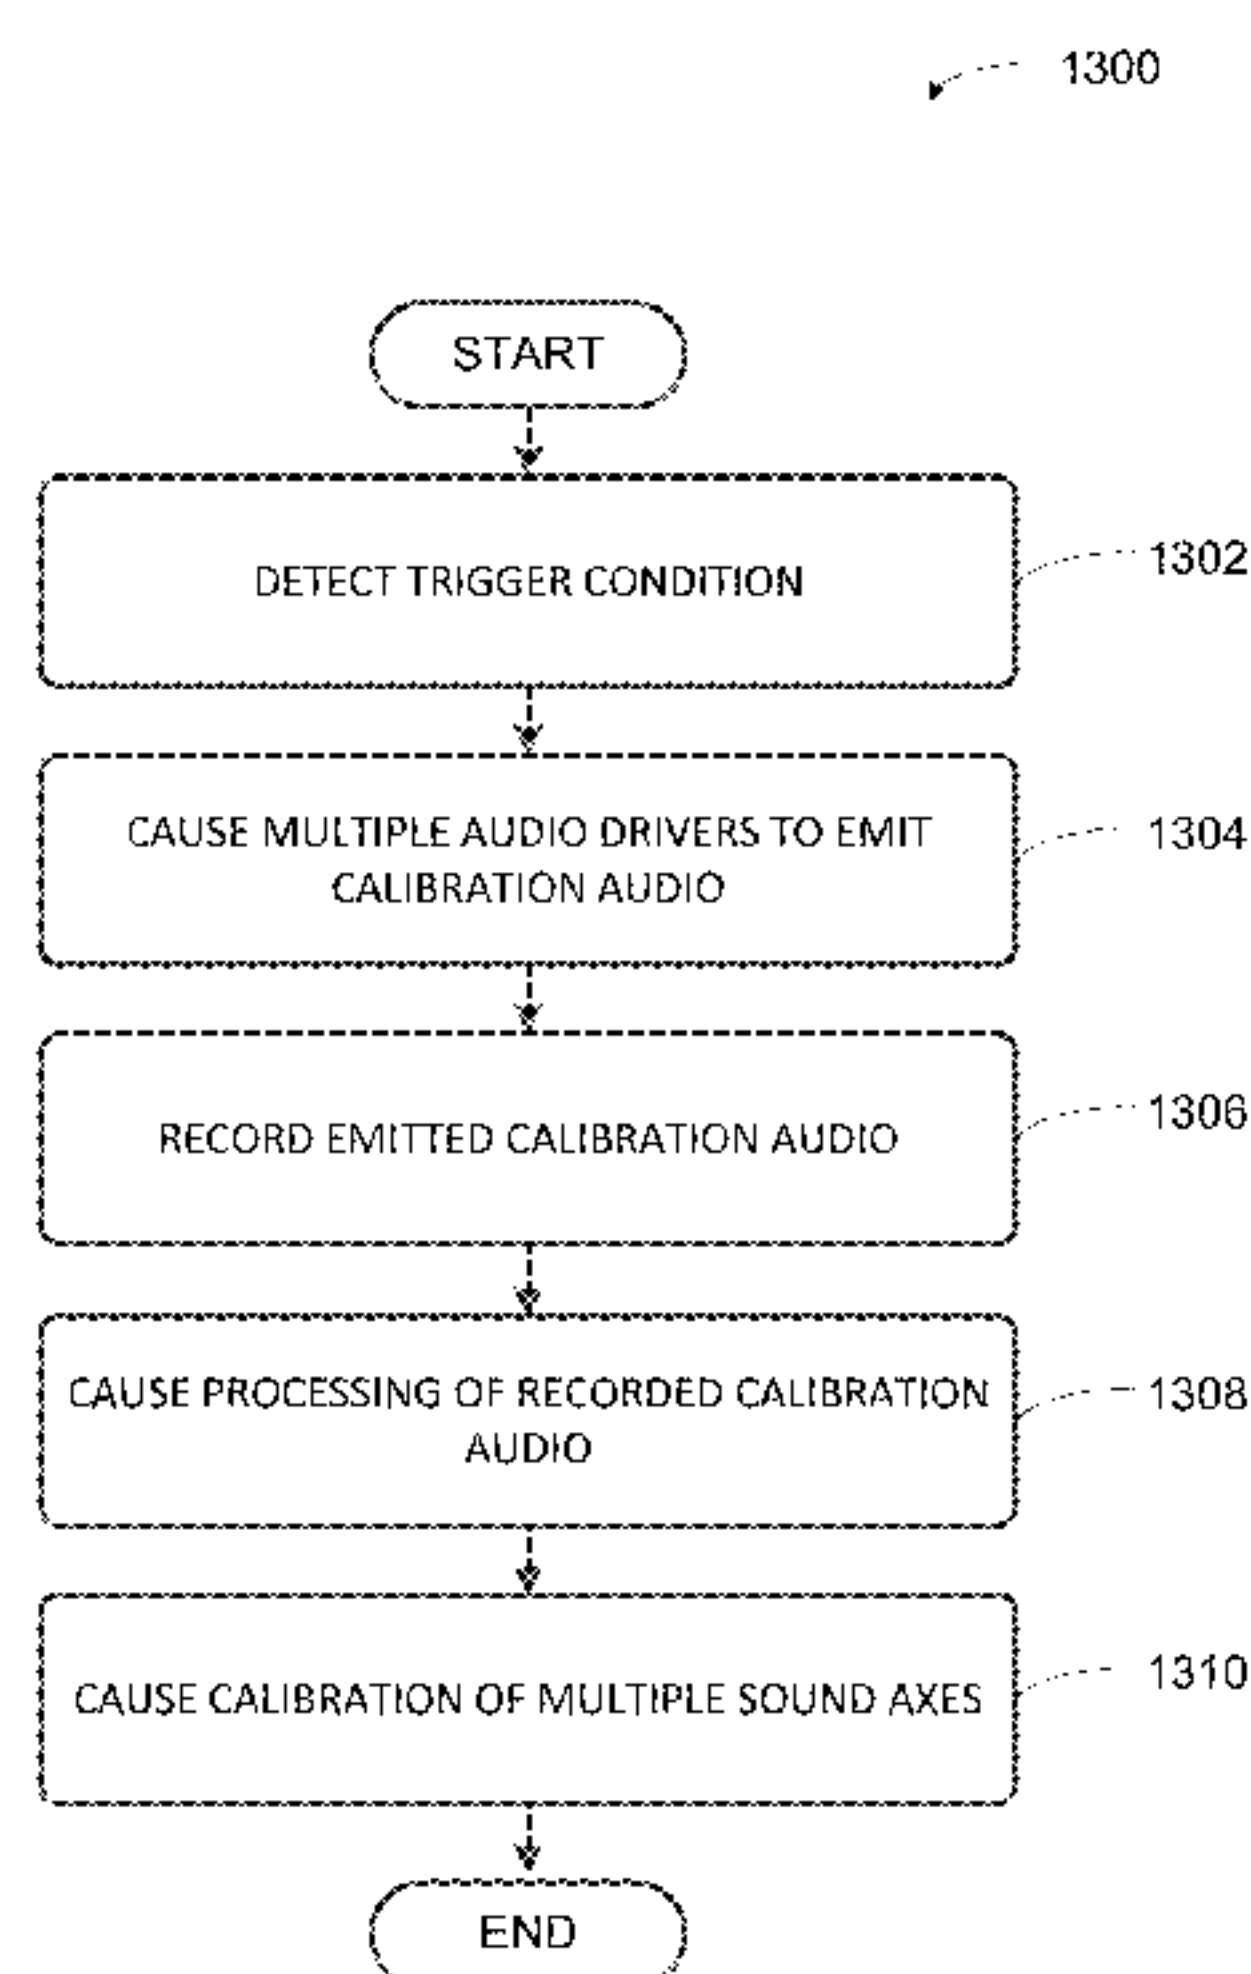 1300
START
DETECT TRIGGER CONDITION
1302
CAUSE MULTIPLE AUDIO DRIVERS TO EMIT
CALIBRATION AUDIO
1304
RECORD EMITTED CALIBRATION AUDIO
1306
CAUSE PROCESSING OF RECORDED CALIBRATION
AUDIO
1308
CAUSE CALIBRATION OF MULTIPLE SOUND AXES
1310
END